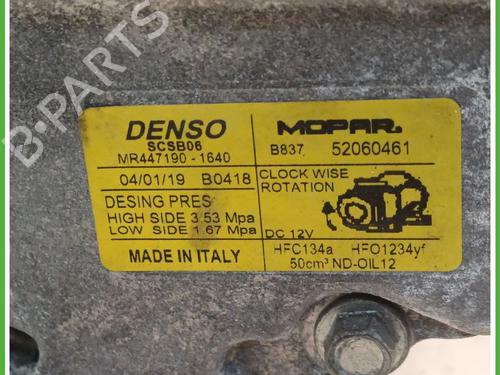 DENSO
SCSB06
MR447190-1640
MOPAR.
B837 52060461
04/01/19 B0418
CLOCK WISE
ROTATION
DESING PRES
HIGH SIDE 3.53 Mpa
LOW SIDE 1.67 Mpa
DC 12V
MADE IN ITALY
HFC134a HFO1234yf
50cm³ ND-OIL12
B-PARTS